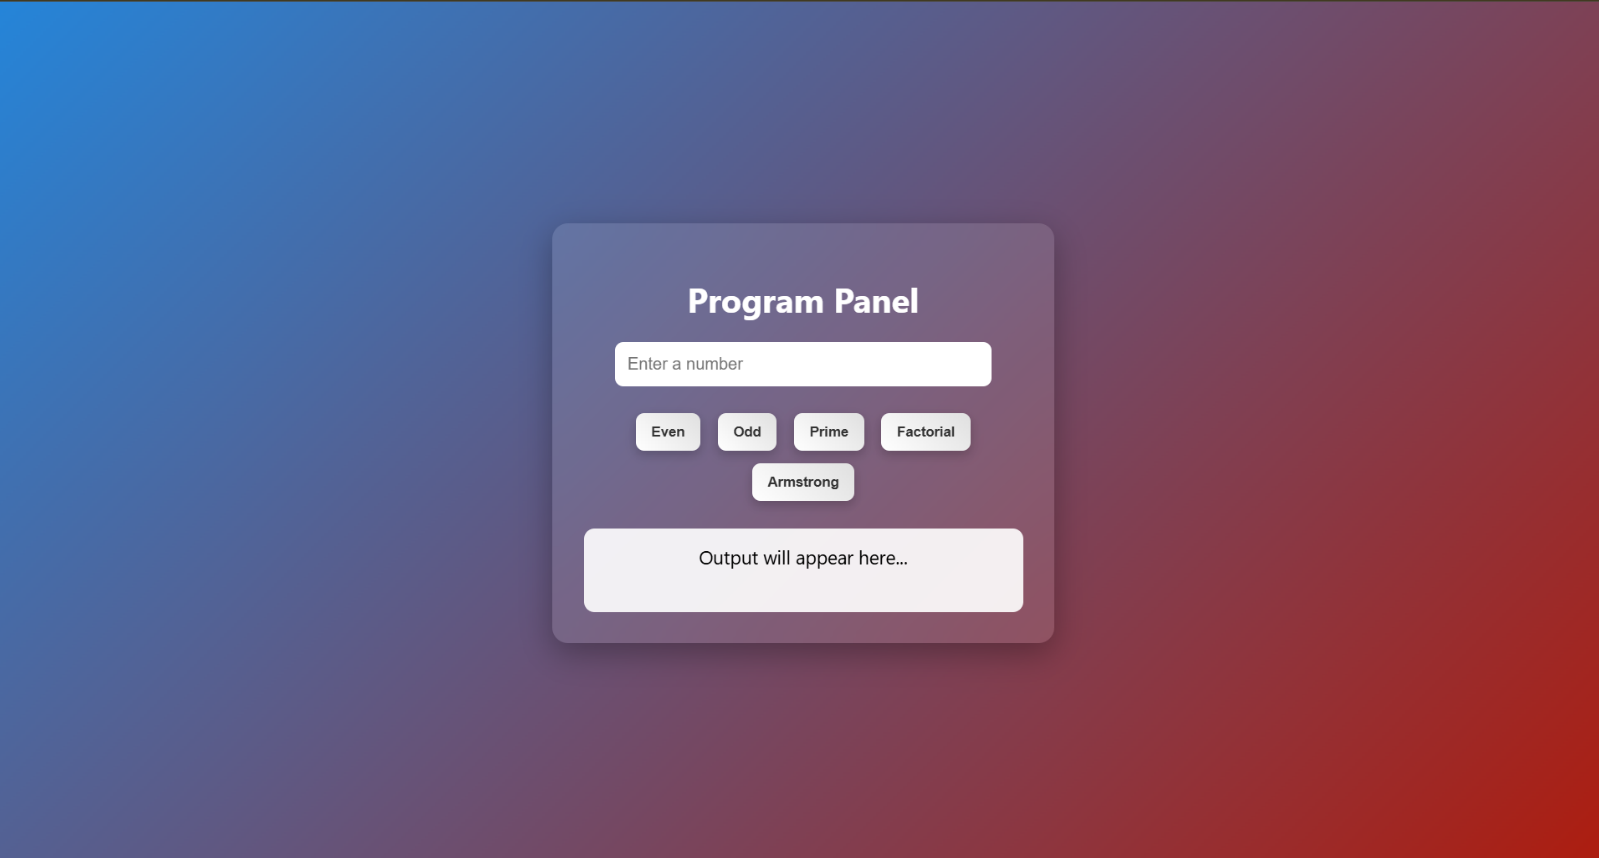 Program Panel
Enter a number
Even Odd Prime Factorial
Armstrong
Output will appear here...